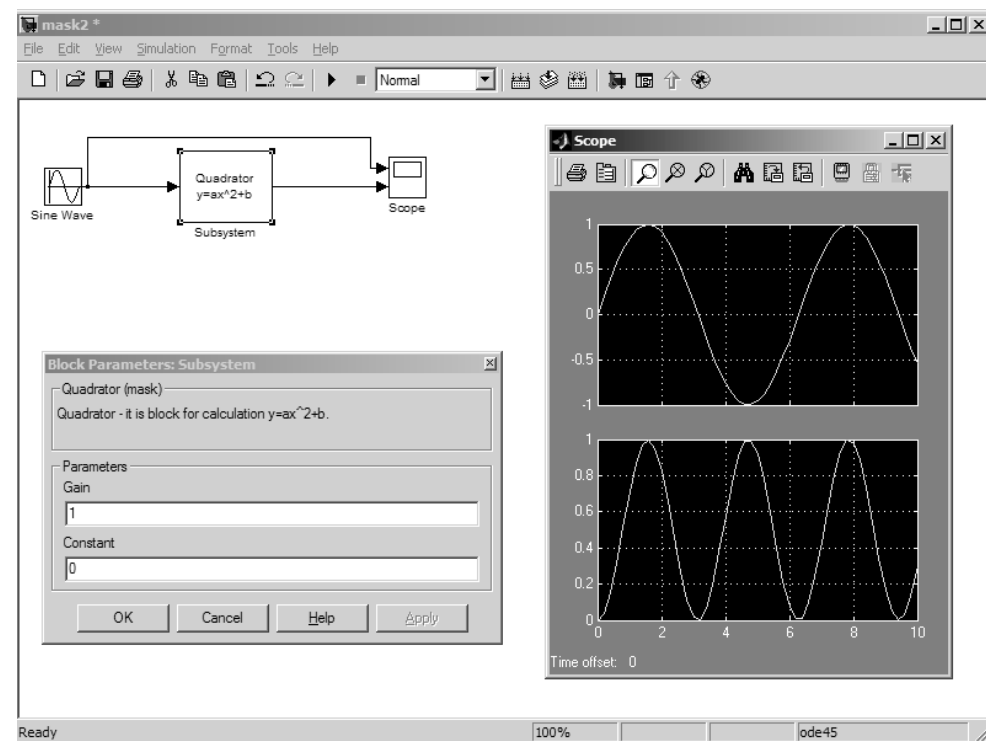 mask2 *
File Edit View Simulation Format Tools Help
Normal
Sine Wave
Quadrator
y=ax^2+b
Subsystem
Scope
Block Parameters: Subsystem
Quadrator (mask)
Quadrator - it is block for calculation y=ax^2+b.
Parameters
Gain
1
Constant
0
OK Cancel Help Apply
Scope
1
0.5
0
-0.5
-1
1
0.8
0.6
0.4
0.2
0
0 2 4 6 8 10
Time offset: 0
Ready 100% ode45